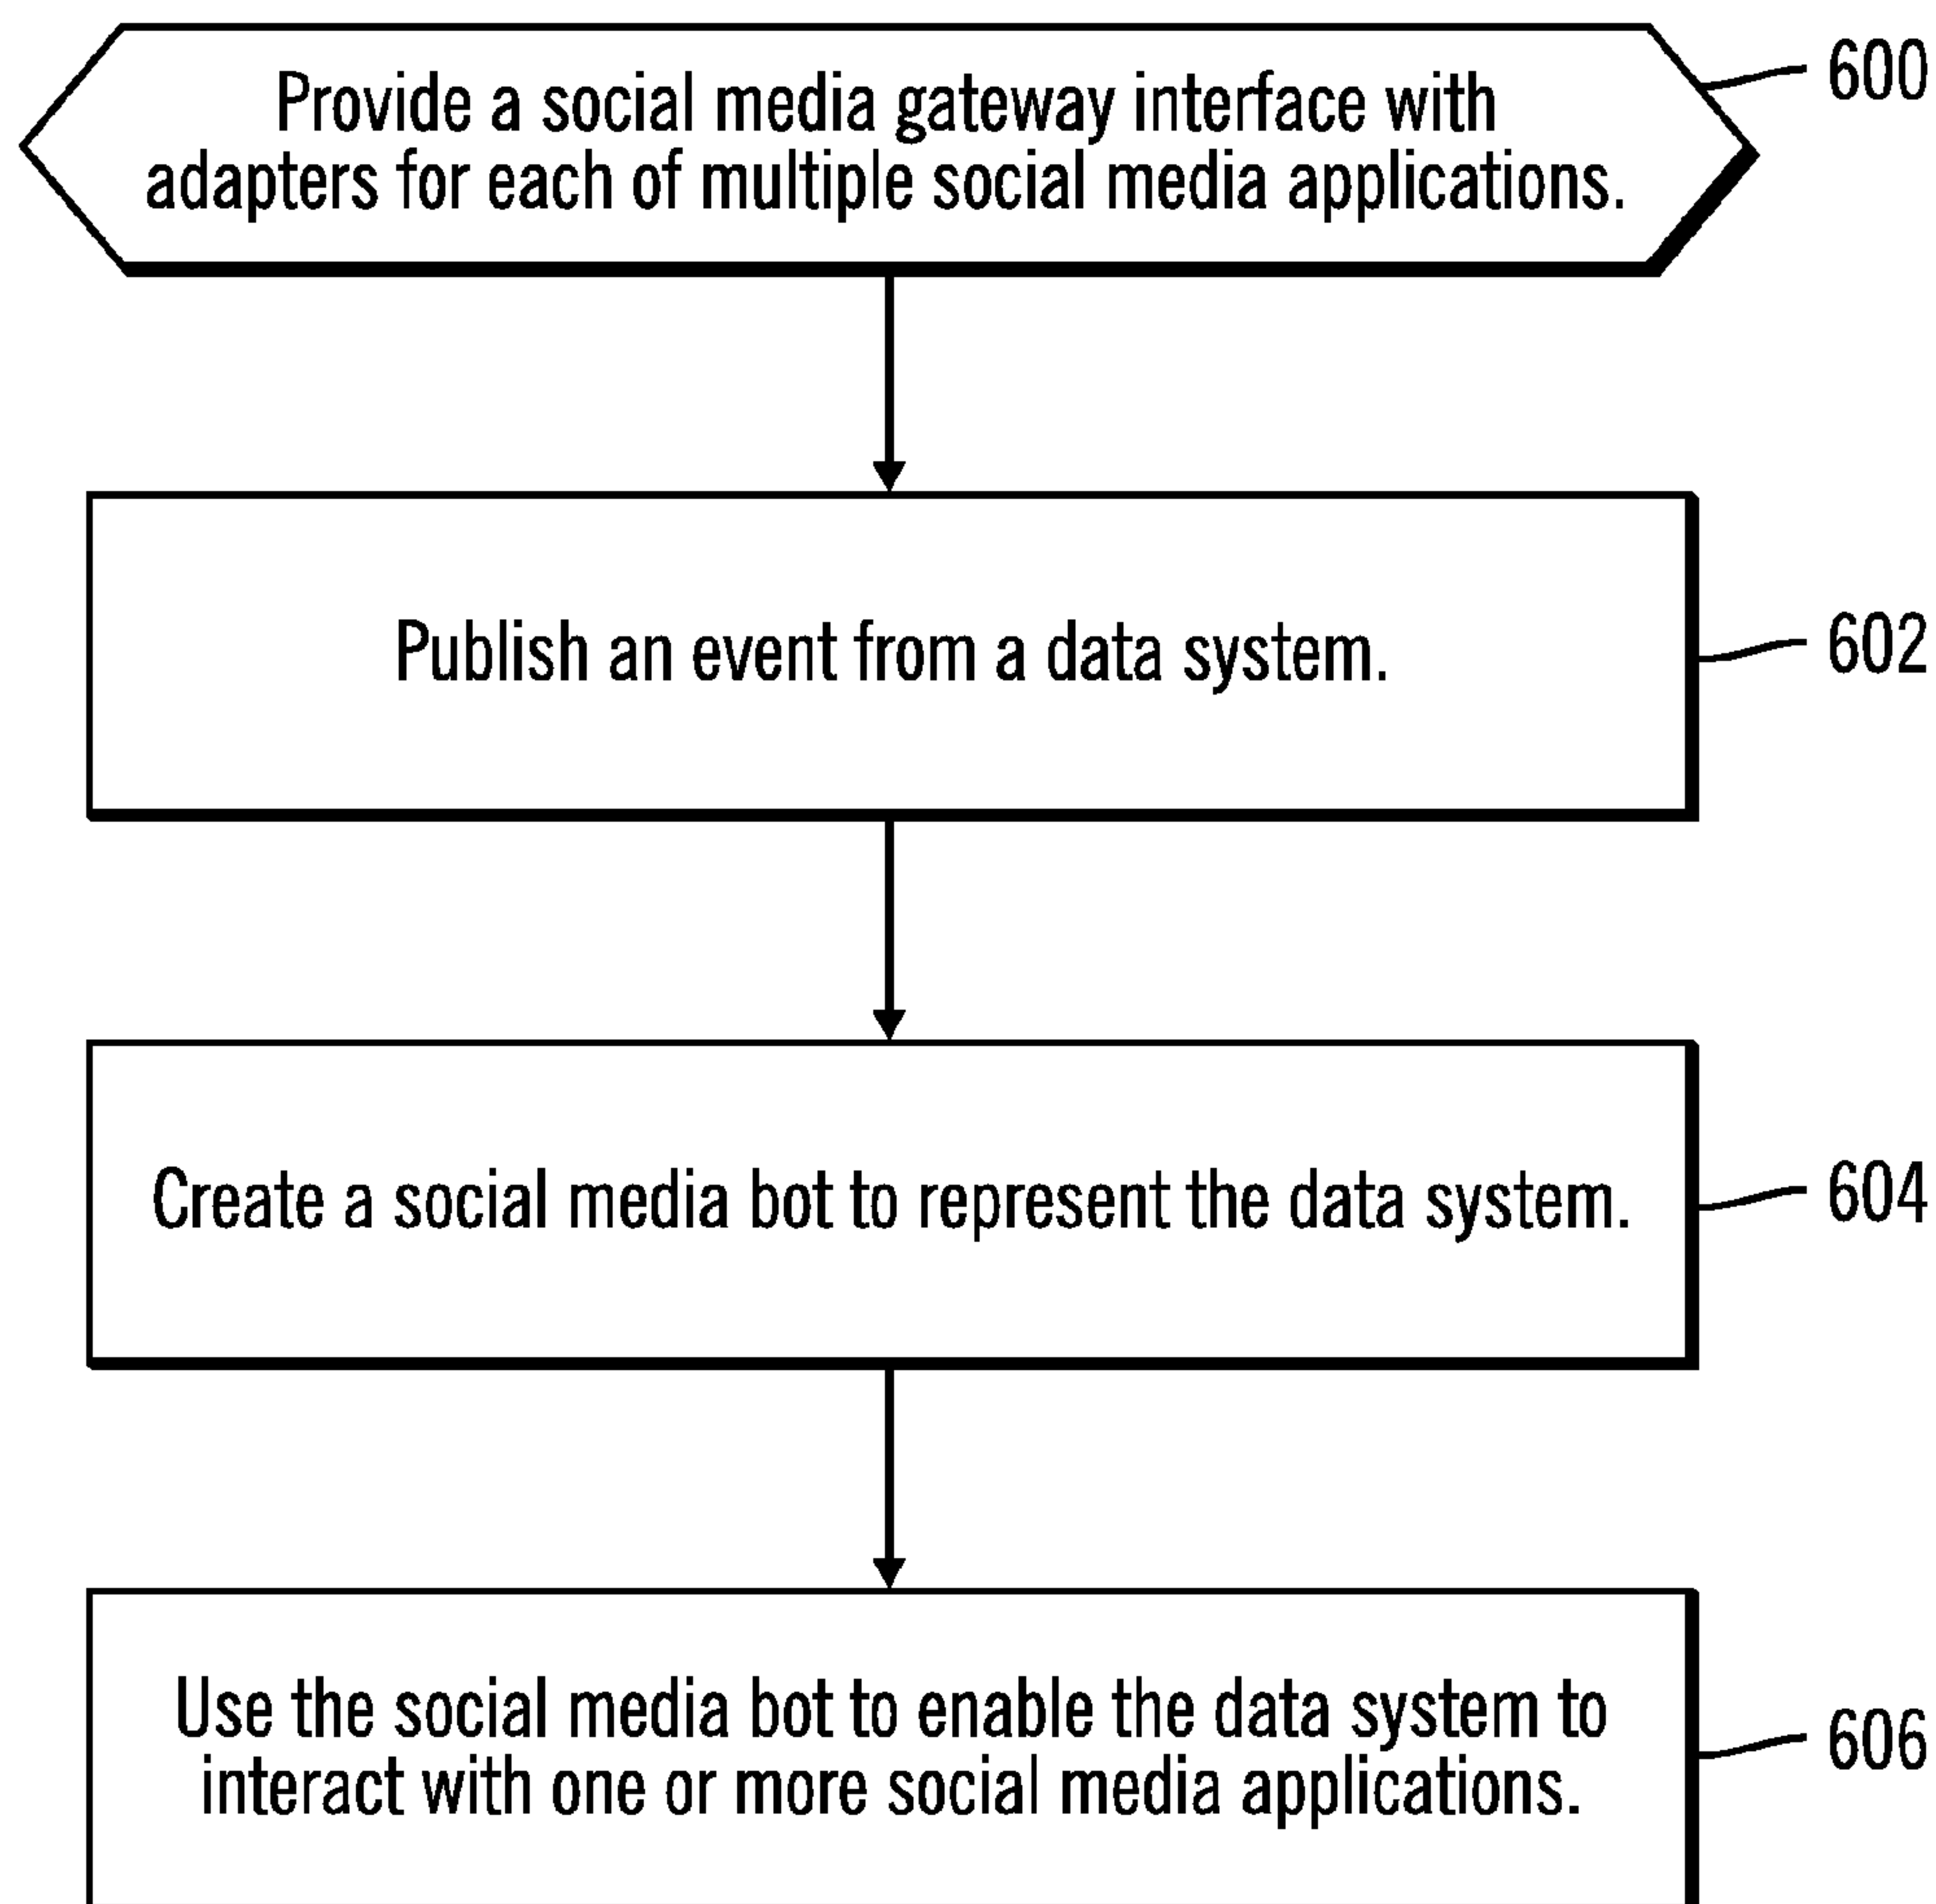 Provide a social media gateway interface with
adapters for each of multiple social media applications.
600
Publish an event from a data system.
602
Create a social media bot to represent the data system.
604
Use the social media bot to enable the data system to
interact with one or more social media applications.
606